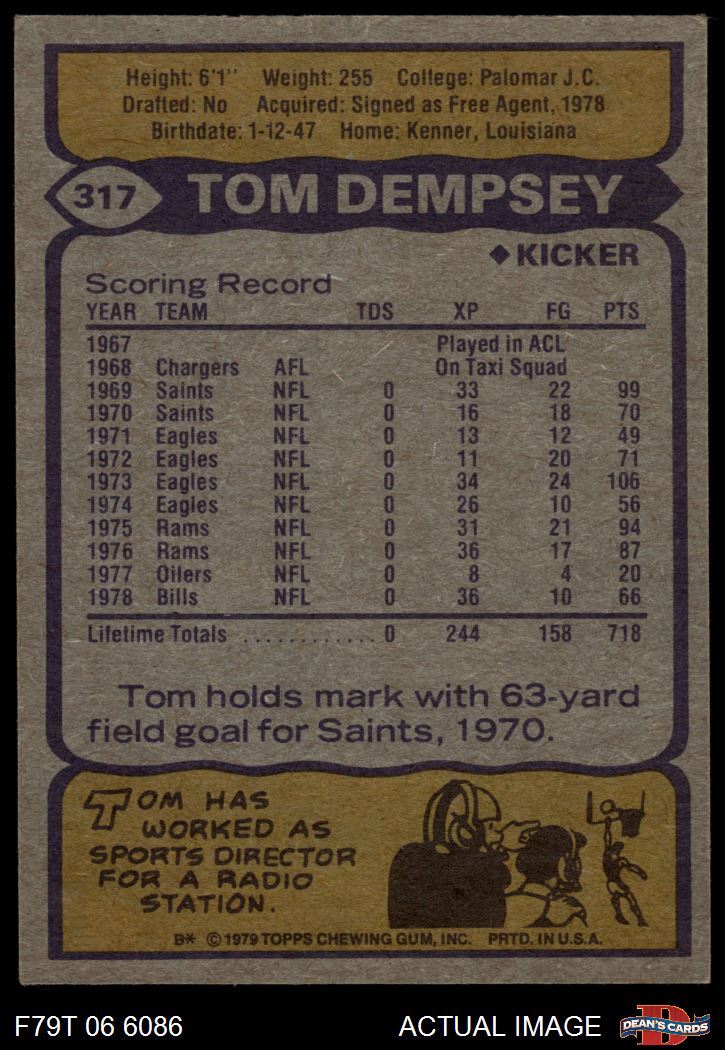 Height: 6'1" Weight: 255 College: Palomar J.C.
Drafted: No Acquired: Signed as Free Agent, 1978
Birthdate: 1-12-47 Home: Kenner, Louisiana
317 TOM DEMPSEY
◆KICKER
Scoring Record
YEAR TEAM TDS XP FG PTS
1967 Played in ACL
1968 Chargers AFL On Taxi Squad
1969 Saints NFL 0 33 22 99
1970 Saints NFL 0 16 18 70
1971 Eagles NFL 0 13 12 49
1972 Eagles NFL 0 11 20 71
1973 Eagles NFL 0 34 24 106
1974 Eagles NFL 0 26 10 56
1975 Rams NFL 0 31 21 94
1976 Rams NFL 0 36 17 87
1977 Oilers NFL 0 8 4 20
1978 Bills NFL 0 36 10 66
Lifetime Totals ............ 0 244 158 718
Tom holds mark with 63-yard
field goal for Saints, 1970.
TOM HAS
WORKED AS
SPORTS DIRECTOR
FOR A RADIO
STATION.
B* © 1979 TOPPS CHEWING GUM, INC. PRTD. IN U.S.A.
F79T 06 6086 ACTUAL IMAGE D DEAN'S CARDS